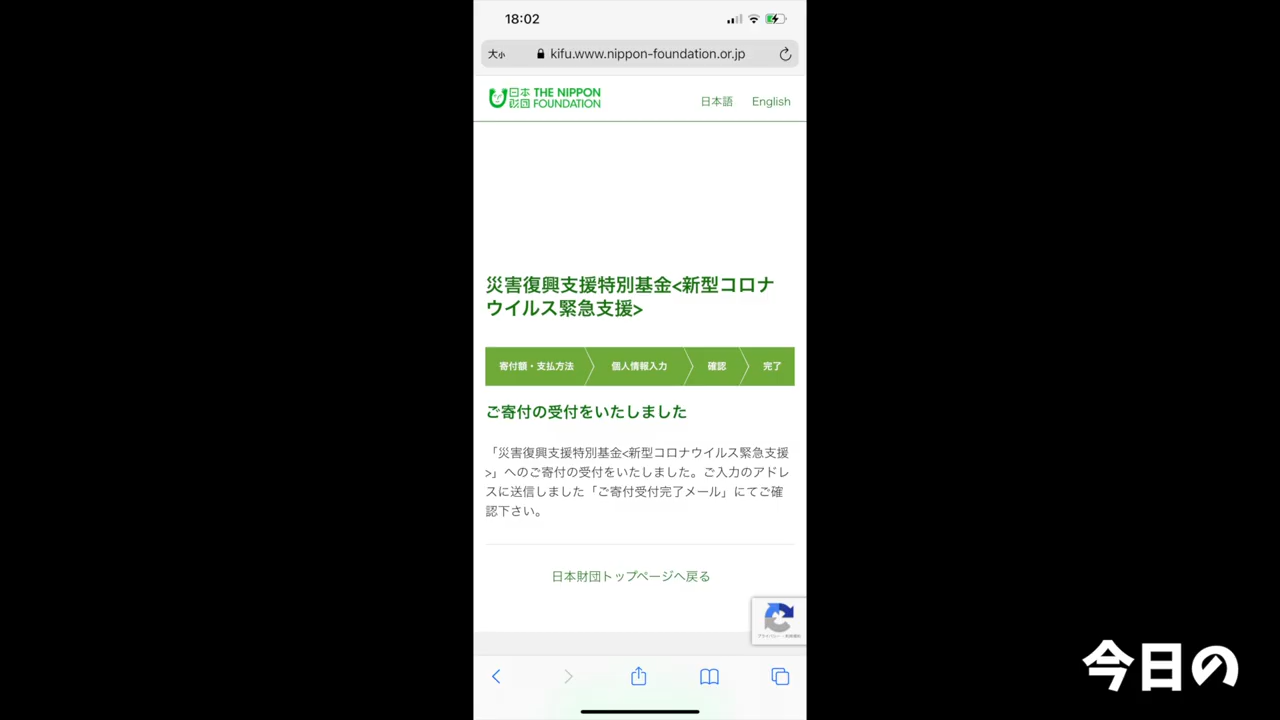 18:02
大小 kifu.www.nippon-foundation.or.jp
日本財団 THE NIPPON FOUNDATION
日本語 English
災害復興支援特別基金<新型コロナ
ウイルス緊急支援>
寄付額・支払方法 個人情報入力 確認 完了
ご寄付の受付をいたしました
「災害復興支援特別基金<新型コロナウイルス緊急支援
>」へのご寄付の受付をいたしました。ご入力のアドレ
スに送信しました「ご寄付受付完了メール」にてご確
認下さい。
日本財団トップページへ戻る
今日の